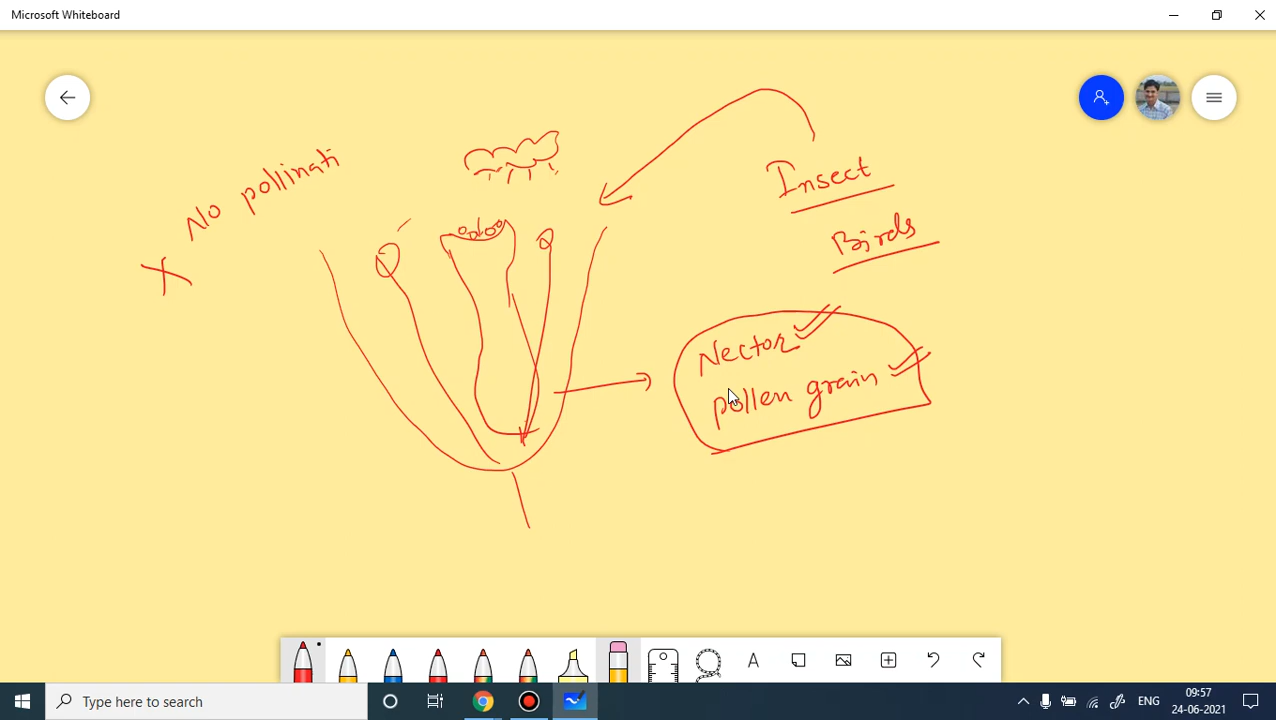 Microsoft Whiteboard
No pollinati
Insect
Birds
Nector
pollen grain
A
Type here to search
ENG
09:57
24-06-2021